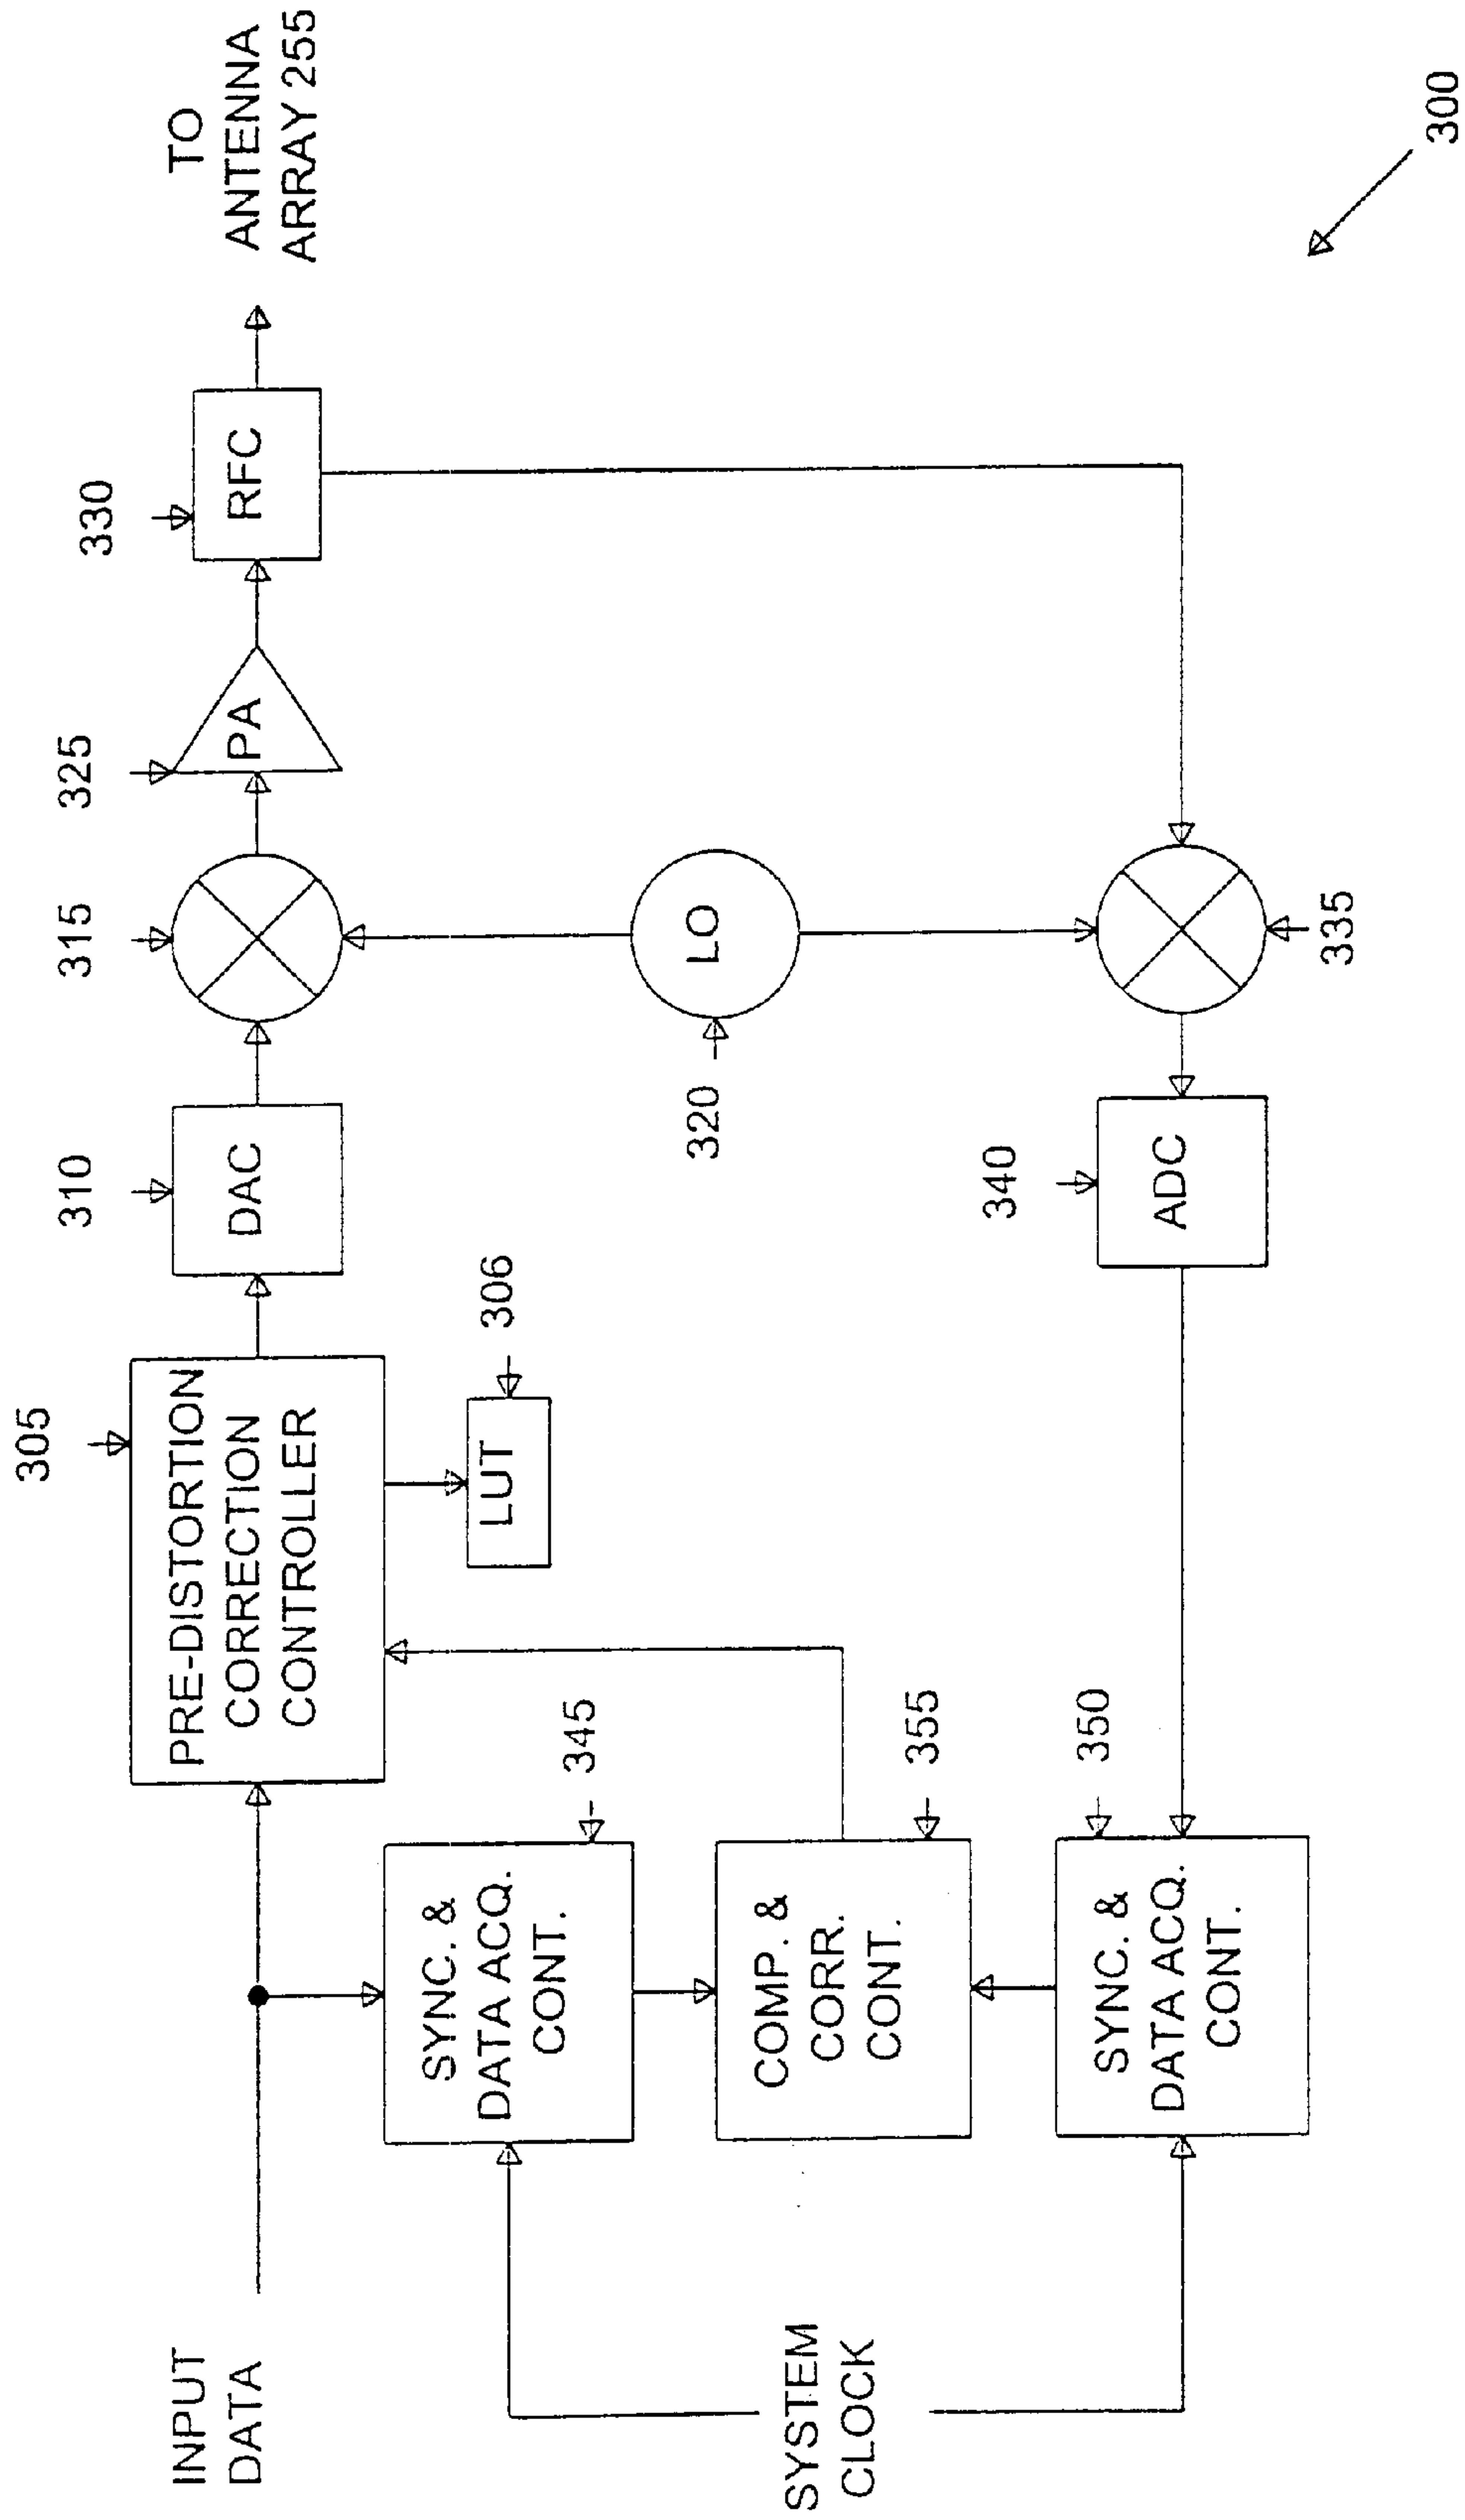 305
310
315
325
330
TO
ANTENNA
ARRAY 255
INPUT
DATA
PRE-DISTORTION
CORRECTION
CONTROLLER
DAC
PA
RFC
LUT
306
SYNC. &
DATA ACQ.
CONT.
345
320
LO
SYSTEM
CLOCK
COMP. &
CORR.
CONT.
355
340
SYNC. &
DATA ACQ.
CONT.
350
ADC
335
300